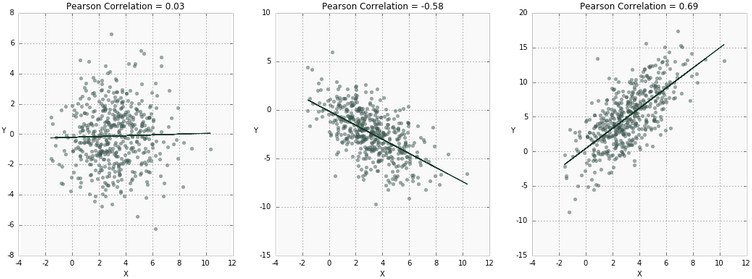 Pearson Correlation = 0.03
8
6
4
2
Y
0
-2
-4
-6
-8
-4 -2 0 2 4 6 8 10 12
X
Pearson Correlation = -0.58
10
5
0
Y
-5
-10
-15
-4 -2 0 2 4 6 8 10 12
X
Pearson Correlation = 0.69
20
15
10
5
Y
0
-5
-10
-15
-4 -2 0 2 4 6 8 10 12
X